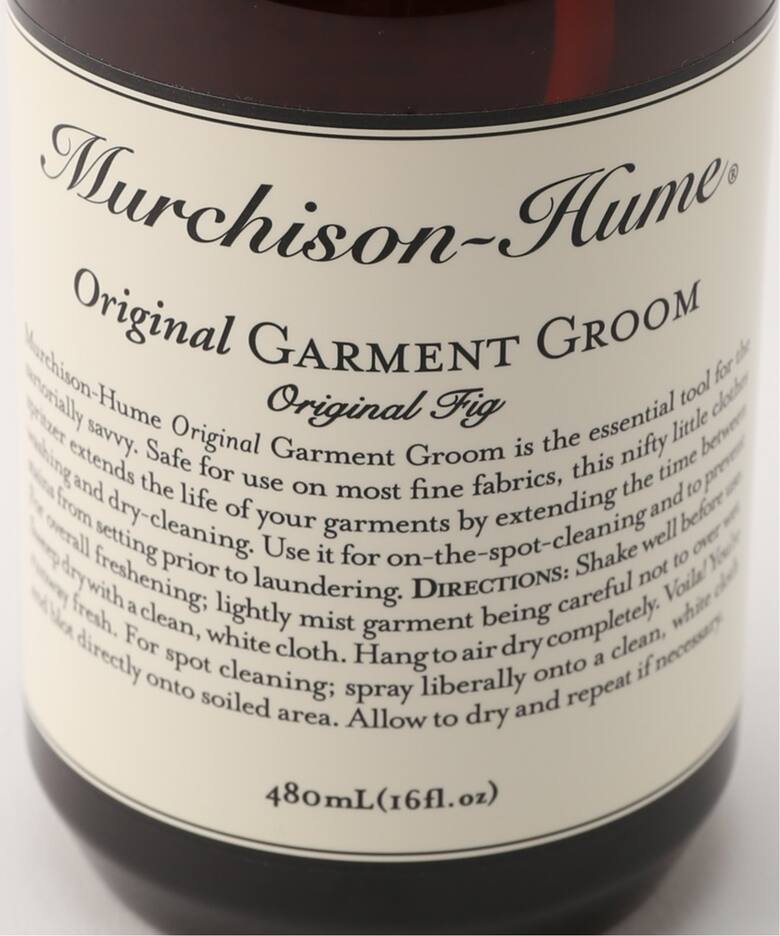 Murchison-Hume®
Original GARMENT GROOM
Original Fig
Murchison-Hume Original Garment Groom is the essential tool for the
sartorially savvy. Safe for use on most fine fabrics, this nifty little clothes
spritzer extends the life of your garments by extending the time between
washing and dry-cleaning. Use it for on-the-spot-cleaning and to prevent
stains from setting prior to laundering. DIRECTIONS: Shake well before use.
For overall freshening; lightly mist garment being careful not to over wet.
Sweep dry with a clean, white cloth. Hang to air dry completely. Voila! You're
runway fresh. For spot cleaning; spray liberally onto a clean, white cloth
and blot directly onto soiled area. Allow to dry and repeat if necessary.
480mL(16fl.oz)